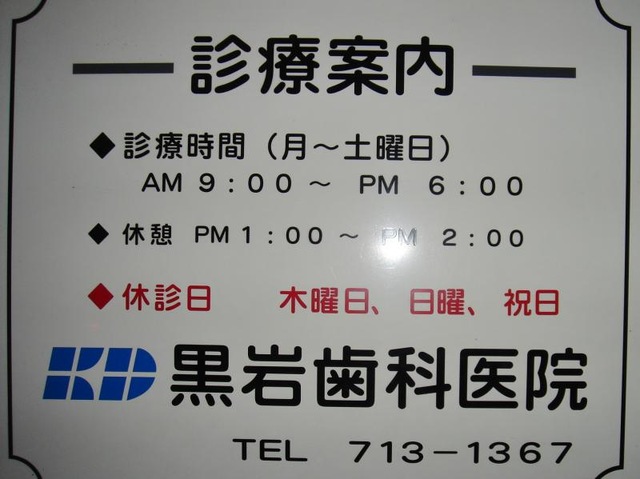 診療案内
◆診療時間（月～土曜日）
AM 9：00～ PM 6：00
◆休憩 PM1：00～PM 2：00
◆休診日 木曜日、日曜、祝日
KD 黒岩歯科医院
TEL 713－1367